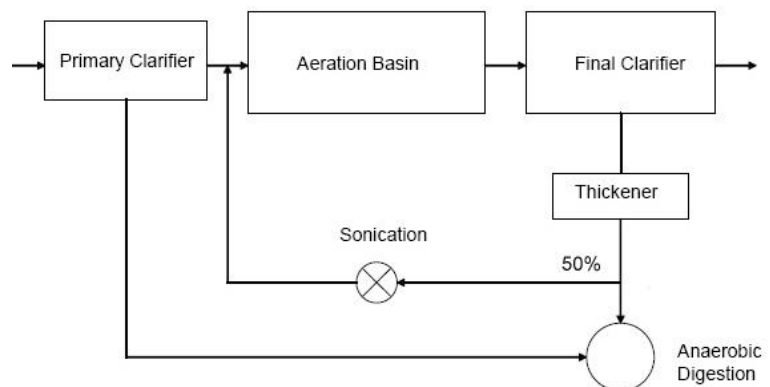 Primary Clarifier
Aeration Basin
Final Clarifier
Thickener
Sonication
50%
Anaerobic
Digestion